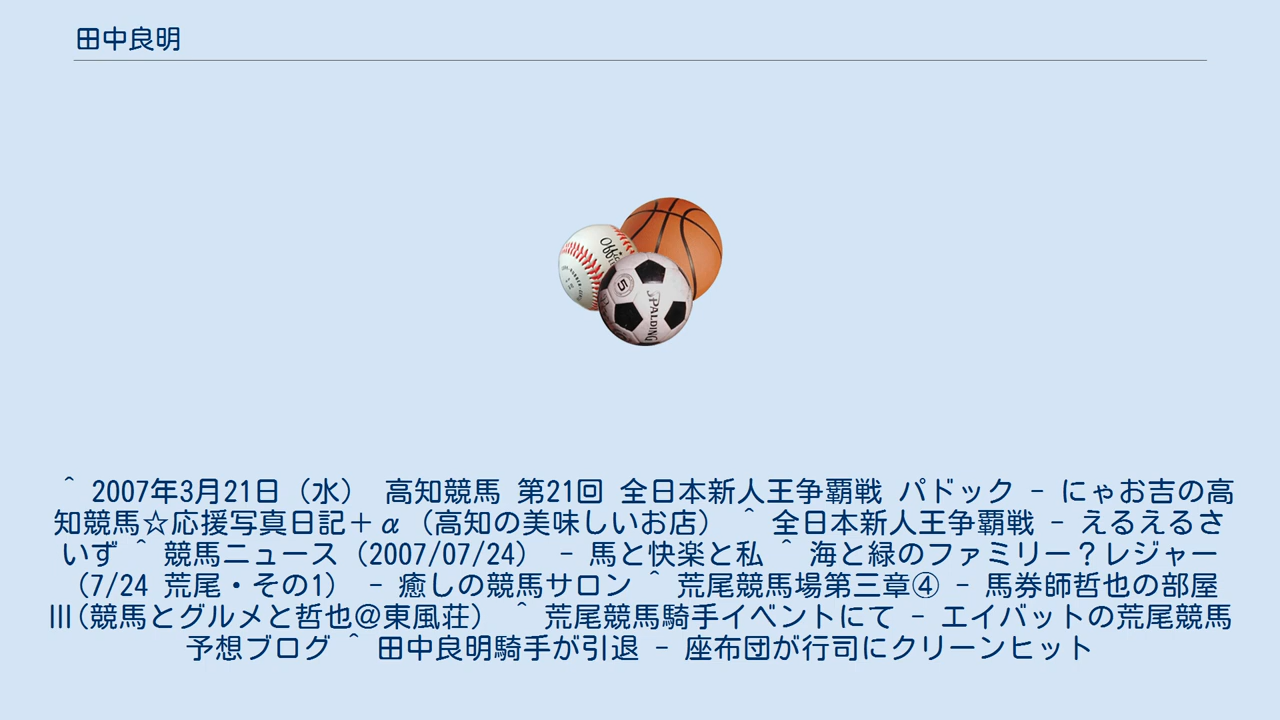 田中良明
Offic
5
SPALDING
＾ 2007年3月21日（水） 高知競馬 第21回 全日本新人王争覇戦 パドック - にゃお吉の高
知競馬☆応援写真日記＋α（高知の美味しいお店） ＾ 全日本新人王争覇戦 - えるえるさ
いず ＾ 競馬ニュース（2007/07/24） - 馬と快楽と私 ＾ 海と緑のファミリー？レジャー
（7/24 荒尾・その1） - 癒しの競馬サロン ＾ 荒尾競馬場第三章④ - 馬券師哲也の部屋
Ⅲ(競馬とグルメと哲也＠東風荘） ＾ 荒尾競馬騎手イベントにて - エイバットの荒尾競馬
予想ブログ ＾ 田中良明騎手が引退 - 座布団が行司にクリーンヒット